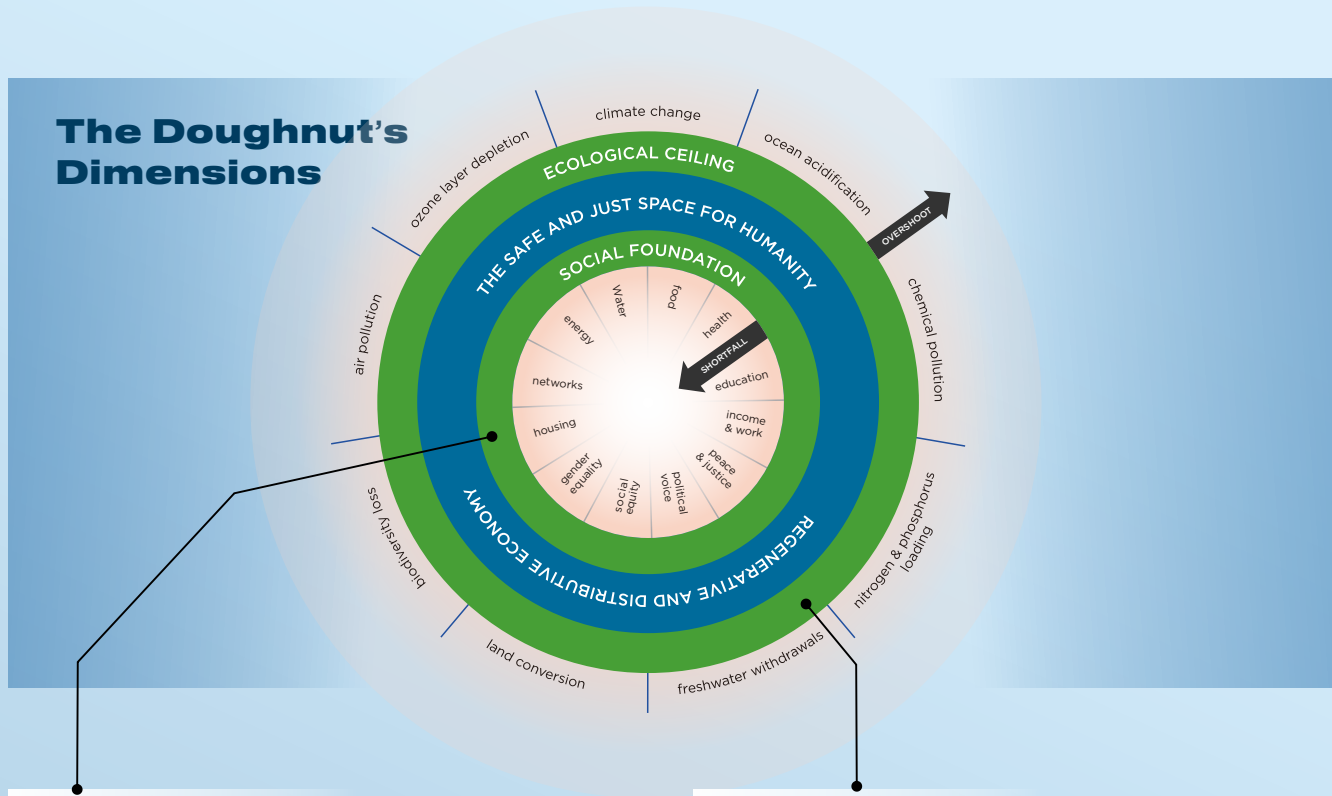 The Doughnut's
Dimensions
climate change
ocean acidification
chemical pollution
nitrogen & phosphorus
loading
freshwater withdrawals
land conversion
biodiversity loss
air pollution
ozone layer depletion
OVERSHOOT
ECOLOGICAL CEILING
THE SAFE AND JUST SPACE FOR HUMANITY
REGENERATIVE AND DISTRIBUTIVE ECONOMY
SOCIAL FOUNDATION
Water
food
health
SHORTFALL
education
income
& work
peace
& justice
political
voice
social
equity
gender
equality
housing
networks
energy